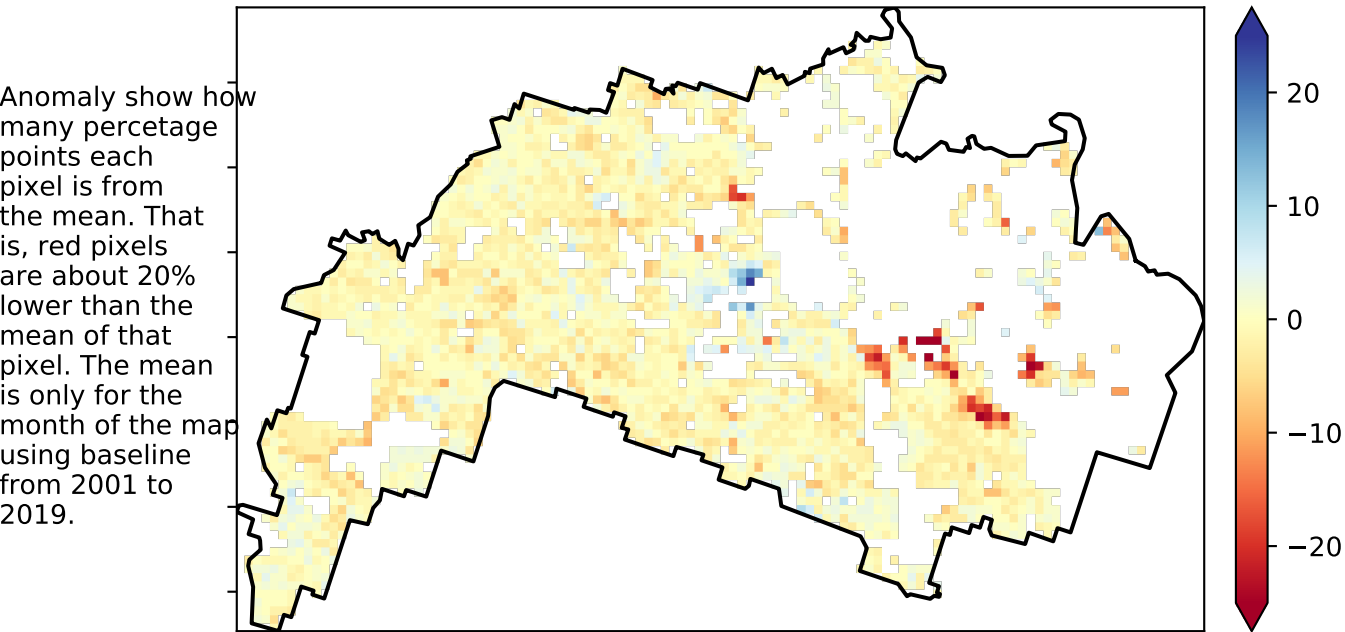 Anomaly show how
many percetage
points each
pixel is from
the mean. That
is, red pixels
are about 20%
lower than the
mean of that
pixel. The mean
is only for the
month of the map
using baseline
from 2001 to
2019.
20
10
0
−10
−20